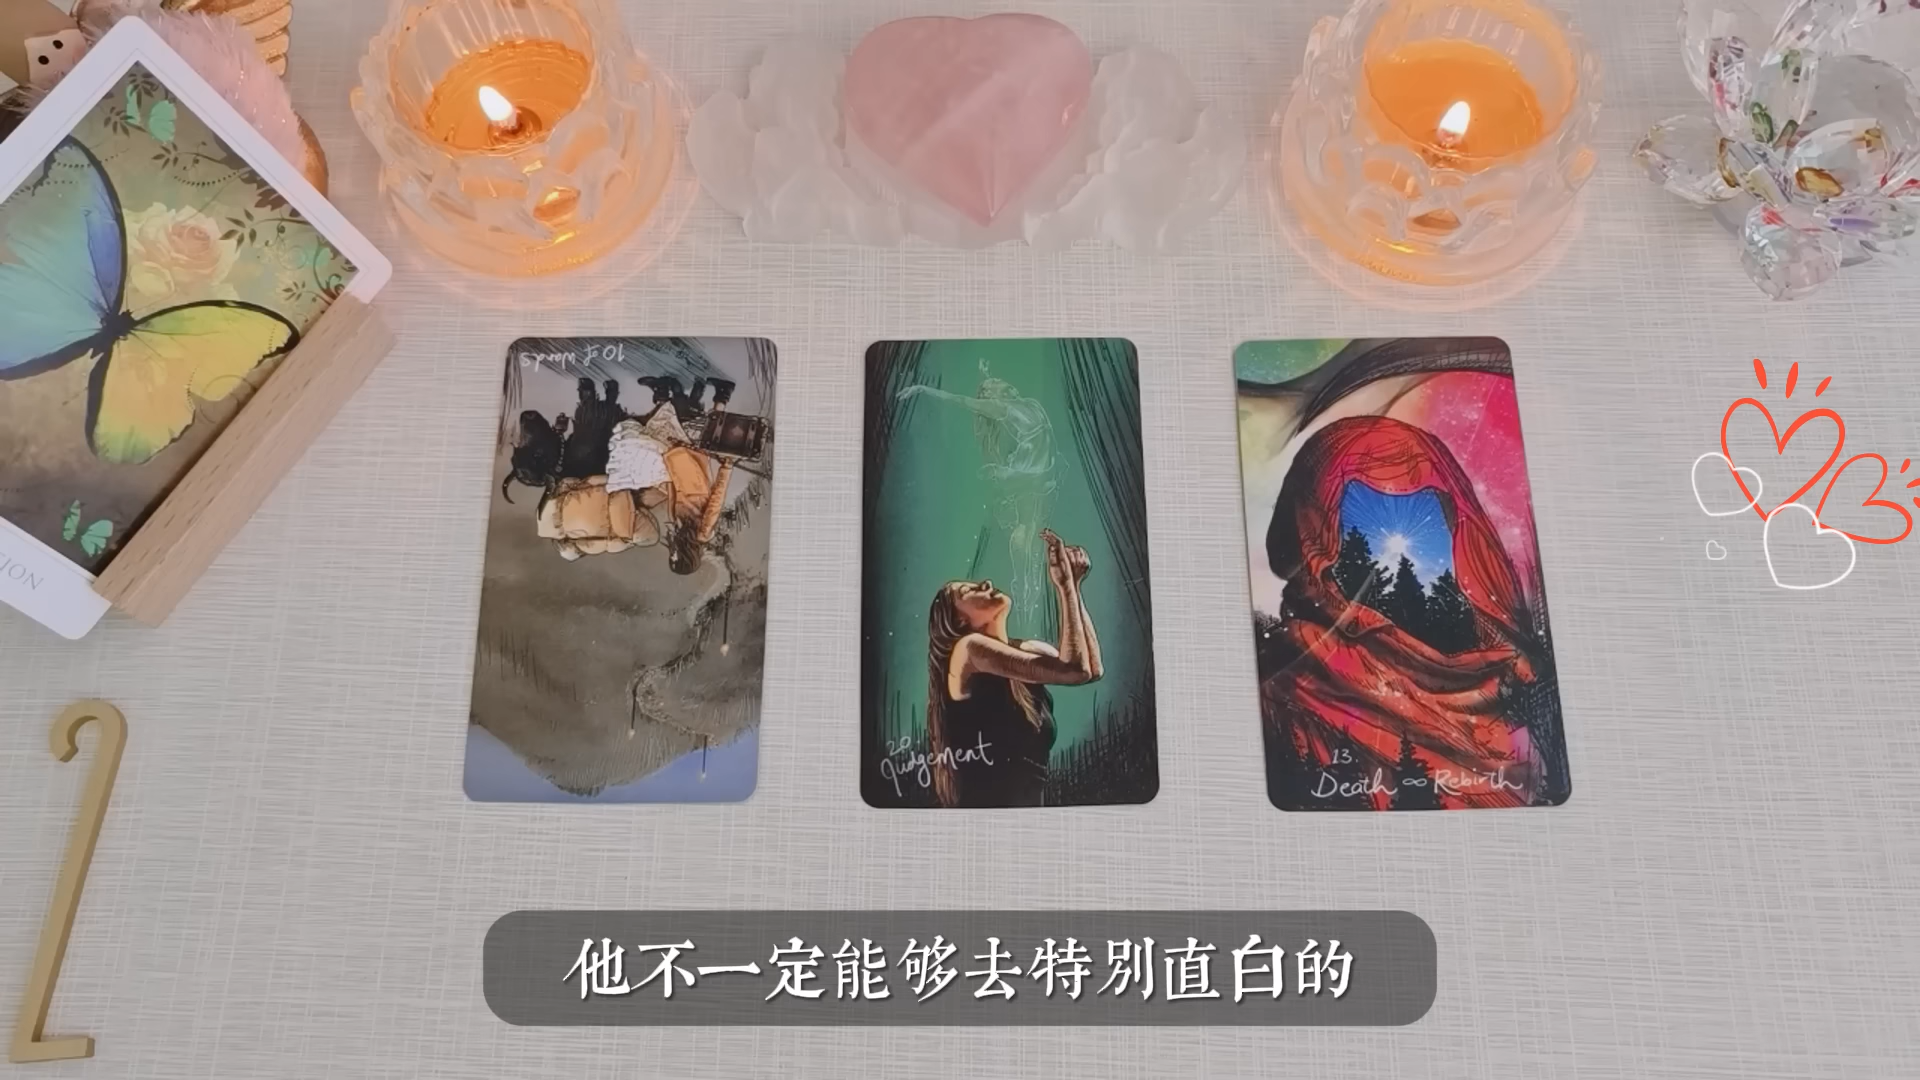 10 of wands
20.
Judgement
13.
Death ∞ Rebirth
2
他不一定能够去特别直白的